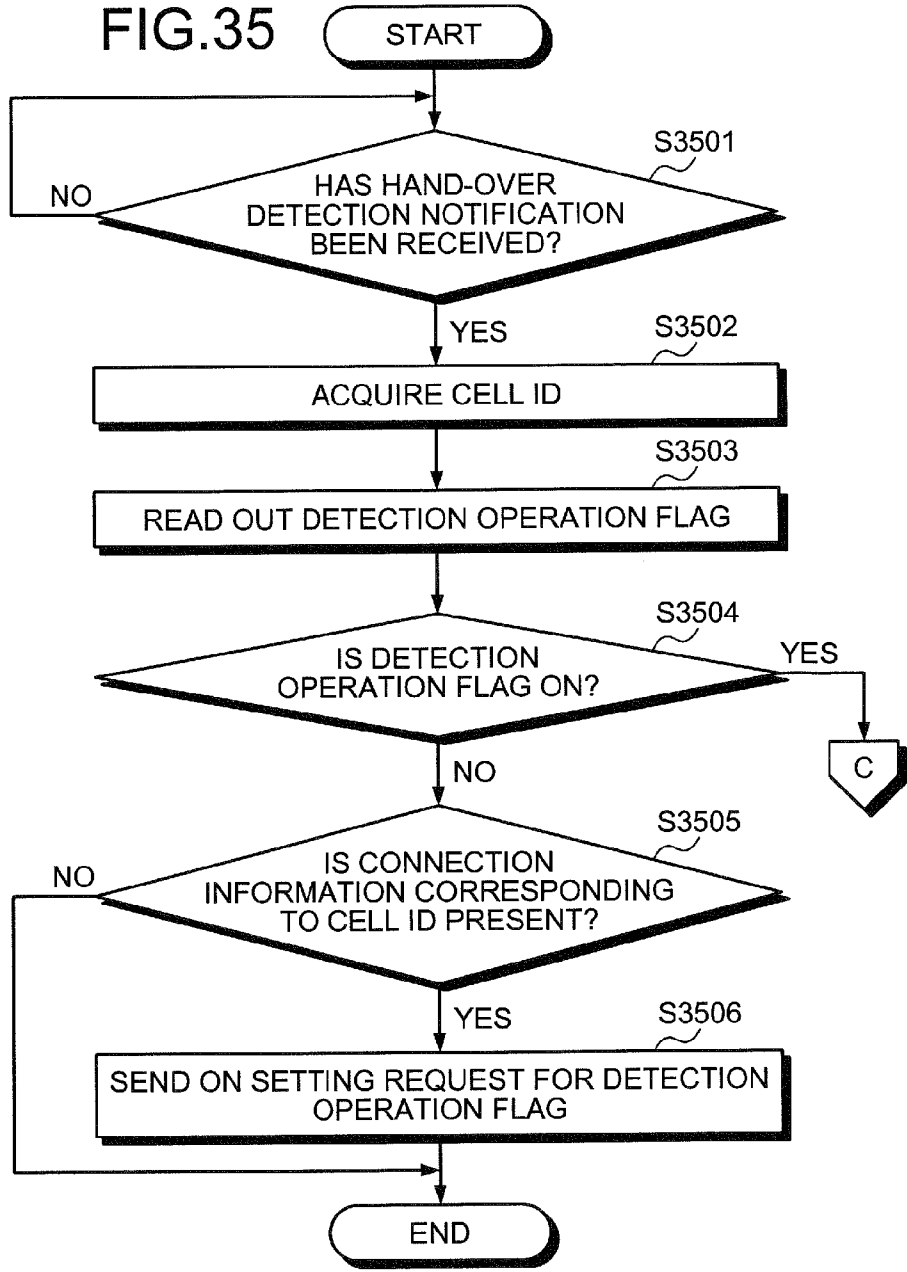 FIG.35
START
S3501
HAS HAND-OVER
DETECTION NOTIFICATION
BEEN RECEIVED?
NO
YES
S3502
ACQUIRE CELL ID
S3503
READ OUT DETECTION OPERATION FLAG
S3504
IS DETECTION
OPERATION FLAG ON?
YES
C
NO
S3505
IS CONNECTION
INFORMATION CORRESPONDING
TO CELL ID PRESENT?
NO
YES
S3506
SEND ON SETTING REQUEST FOR DETECTION
OPERATION FLAG
END